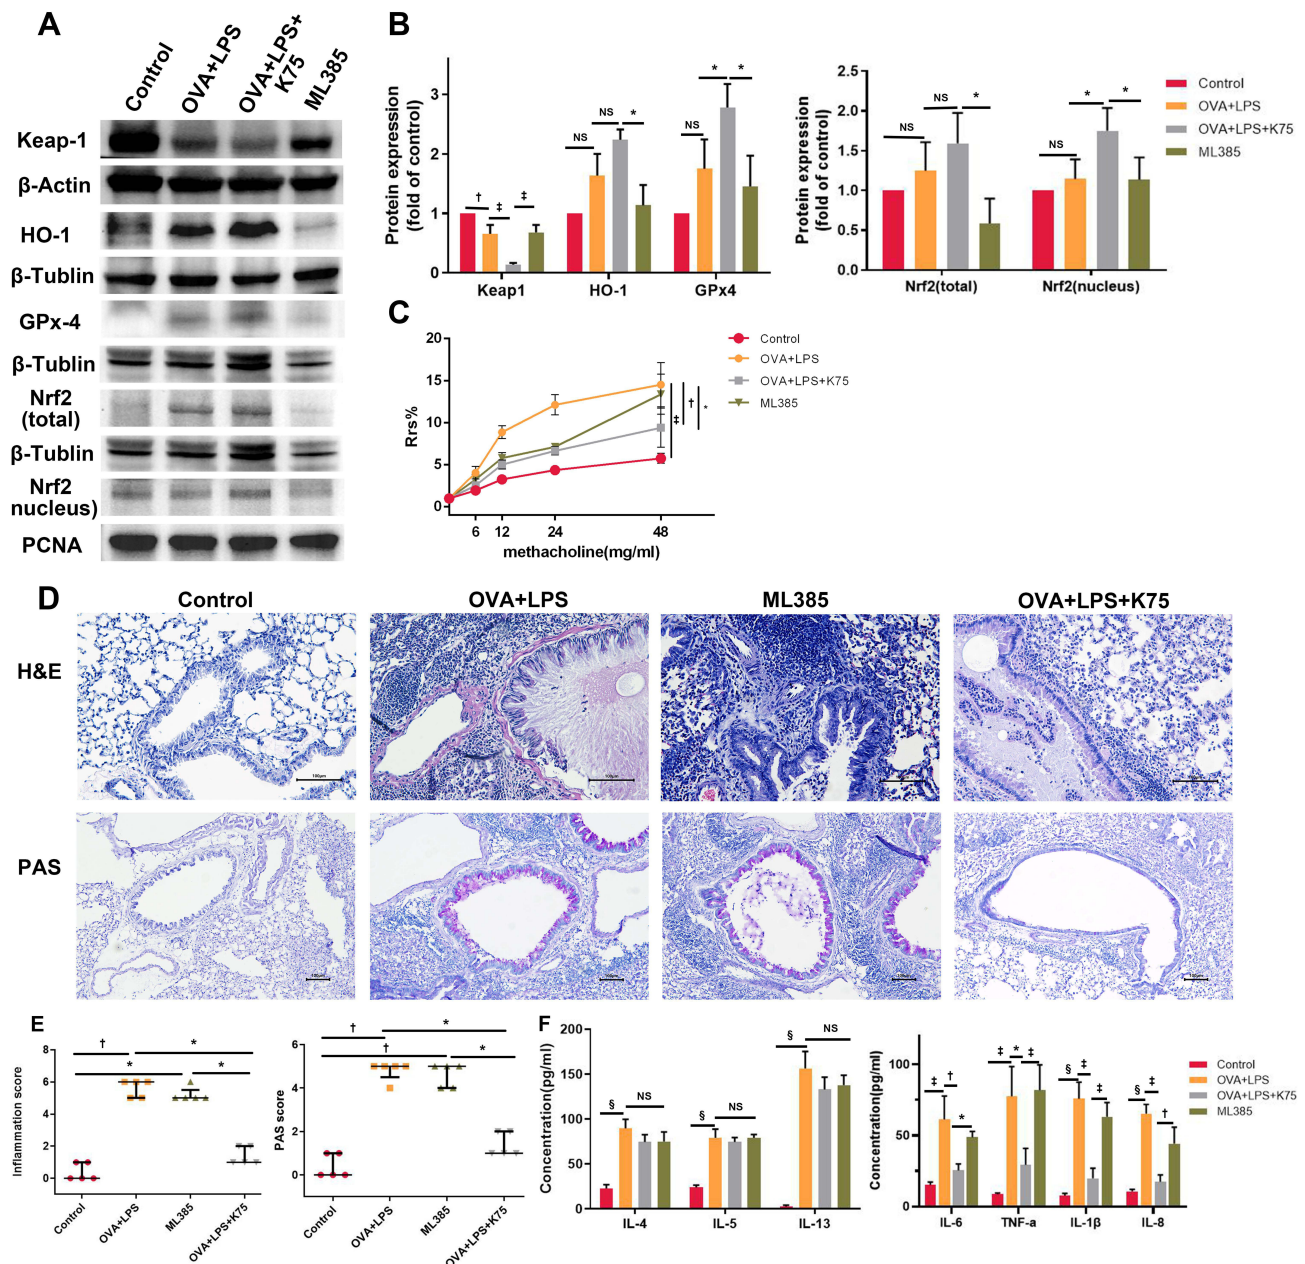 A
Control
OVA+LPS
OVA+LPS+
K75
ML385
Keap-1
β-Actin
HO-1
β-Tublin
GPx-4
β-Tublin
Nrf2
(total)
β-Tublin
Nrf2
nucleus)
PCNA
B
Protein expression
(fold of control)
3
2
1
0
†
‡
‡
NS
NS
*
NS
*
*
Keap1
HO-1
GPx4
Protein expression
(fold of control)
2.5
2.0
1.5
1.0
0.5
0.0
NS
NS
*
NS
*
*
Nrf2(total)
Nrf2(nucleus)
Control
OVA+LPS
OVA+LPS+K75
ML385
C
Rrs%
20
15
10
5
0
6
12
24
48
methacholine(mg/ml)
‡
†
*
Control
OVA+LPS
OVA+LPS+K75
ML385
D
Control
OVA+LPS
ML385
OVA+LPS+K75
H&E
100μm
100μm
100μm
PAS
100μm
100μm
100μm
100μm
E
Inflammation score
8
6
4
2
0
†
*
*
*
Control
OVA+LPS
ML385
OVA+LPS+K75
PAS score
6
4
2
0
†
*
†
*
Control
OVA+LPS
ML385
OVA+LPS+K75
F
Concentration(pg/ml)
200
150
100
50
0
§
NS
§
NS
§
NS
IL-4
IL-5
IL-13
Concentration(pg/ml)
100
50
0
‡
†
*
‡
*
‡
§
‡
‡
§
‡
†
IL-6
TNF-a
IL-1β
IL-8
Control
OVA+LPS
OVA+LPS+K75
ML385